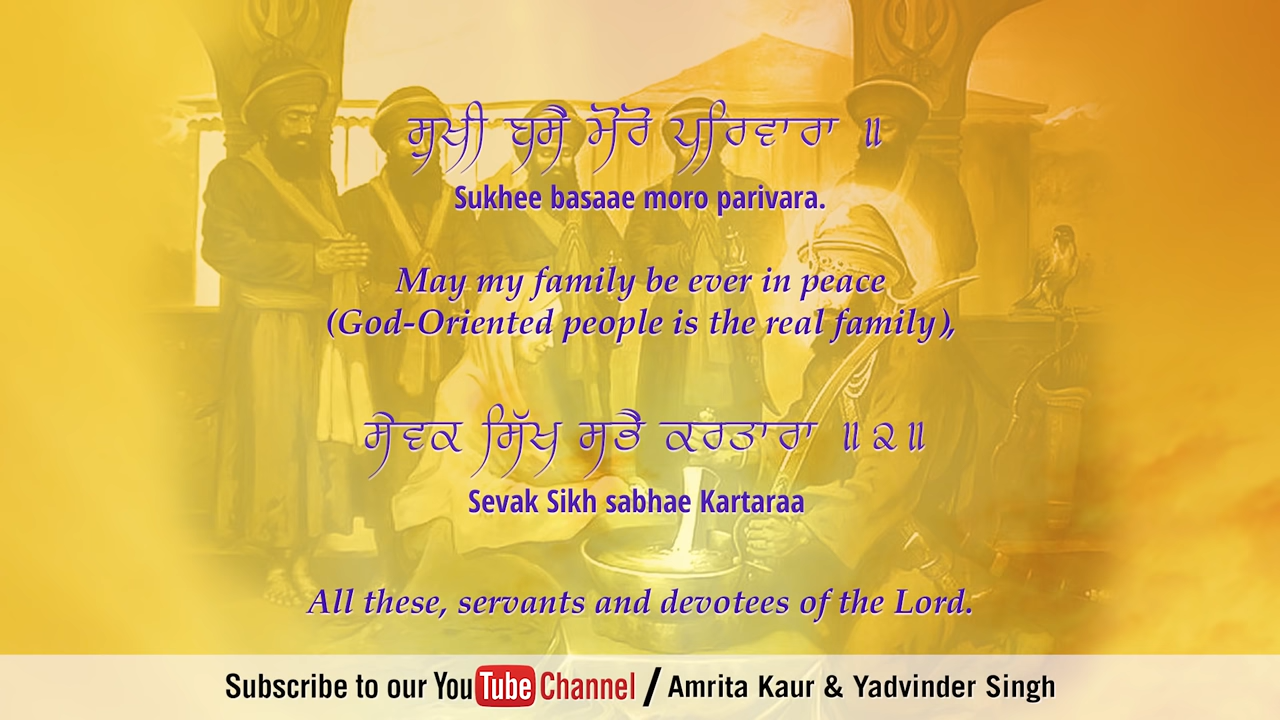 ਸੁਖੀ ਬਸੈ ਮੋਰੋ ਪਰਿਵਾਰਾ ॥
Sukhee basaae moro parivara.
May my family be ever in peace
(God-Oriented people is the real family),
ਸੇਵਕ ਸਿੱਖ ਸਭੈ ਕਰਤਾਰਾ ॥੨॥
Sevak Sikh sabhae Kartaraa
All these, servants and devotees of the Lord.
Subscribe to our YouTube Channel / Amrita Kaur & Yadvinder Singh